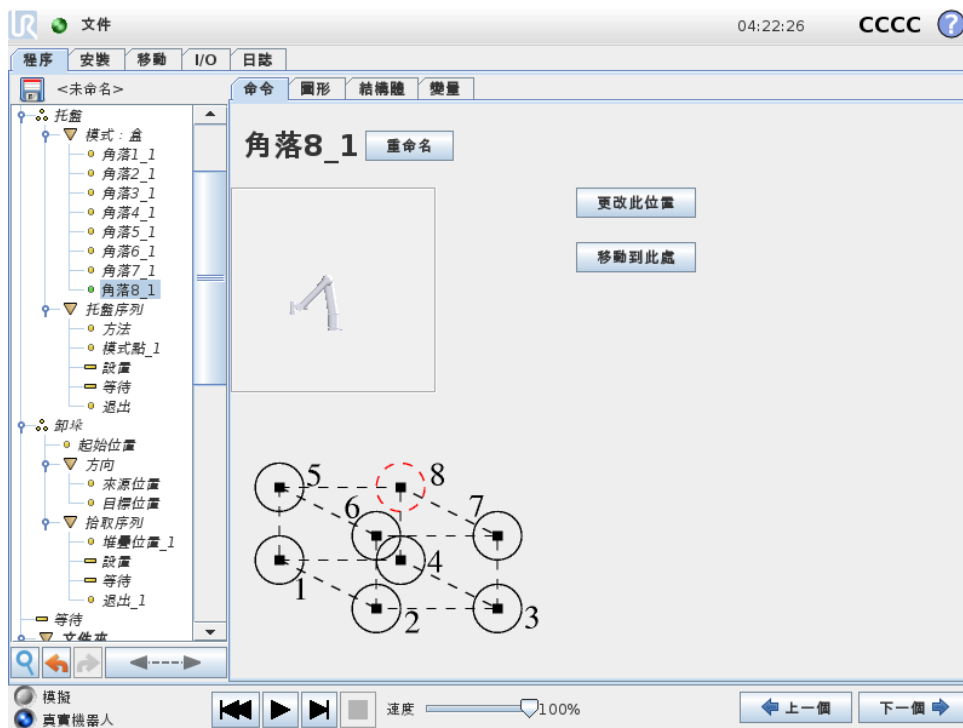 UR 文件 04:22:26 CCCC ?
程序 安裝 移動 I/O 日誌
<未命名> 命令 圖形 結構體 變量
托盤
模式：盒
角落1_1
角落2_1
角落3_1
角落4_1
角落5_1
角落6_1
角落7_1
角落8_1
托盤序列
方法
模式點_1
設置
等待
退出
卸垛
起始位置
方向
來源位置
目標位置
拾取序列
堆疊位置_1
設置
等待
退出_1
等待
文件夾
角落8_1 重命名
更改此位置
移動到此處
5 8
6 7
1 4
2 3
模擬
真實機器人
速度 100%
上一個 下一個